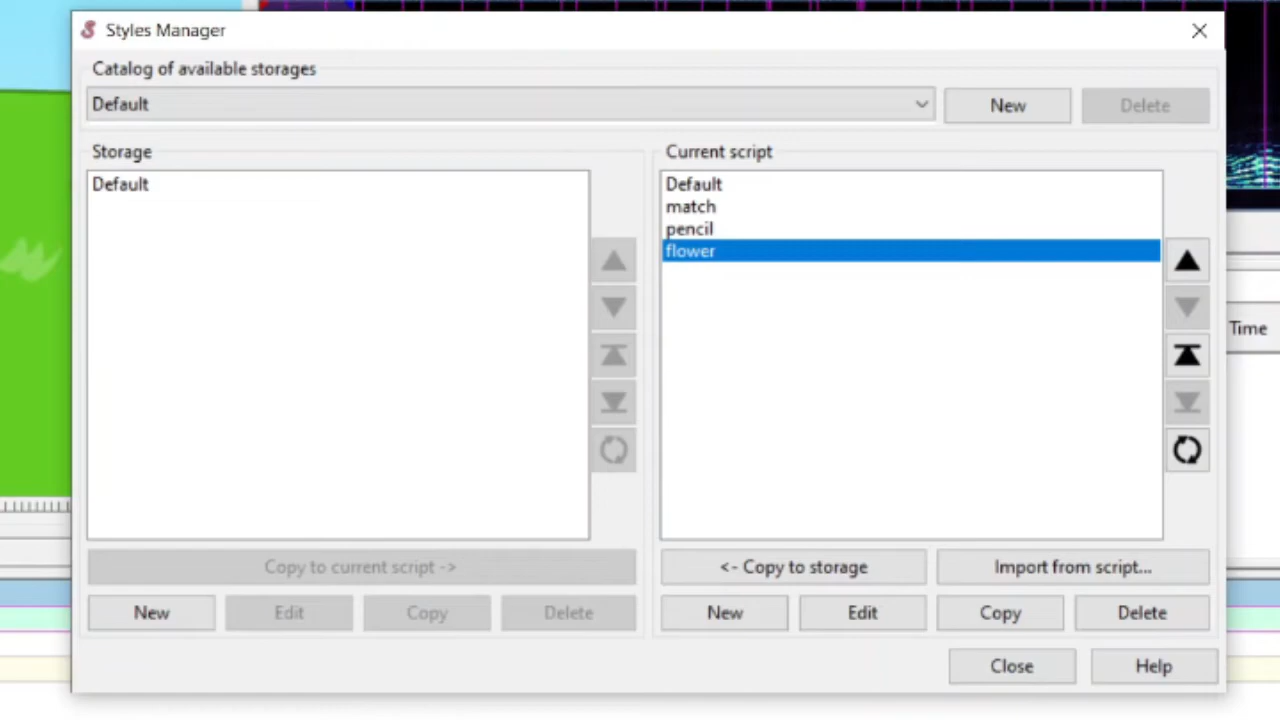 Styles Manager
Catalog of available storages
Default
New
Delete
Storage
Default
Current script
Default
match
pencil
flower
Time
Copy to current script ->
<- Copy to storage
Import from script...
New
Edit
Copy
Delete
New
Edit
Copy
Delete
Close
Help